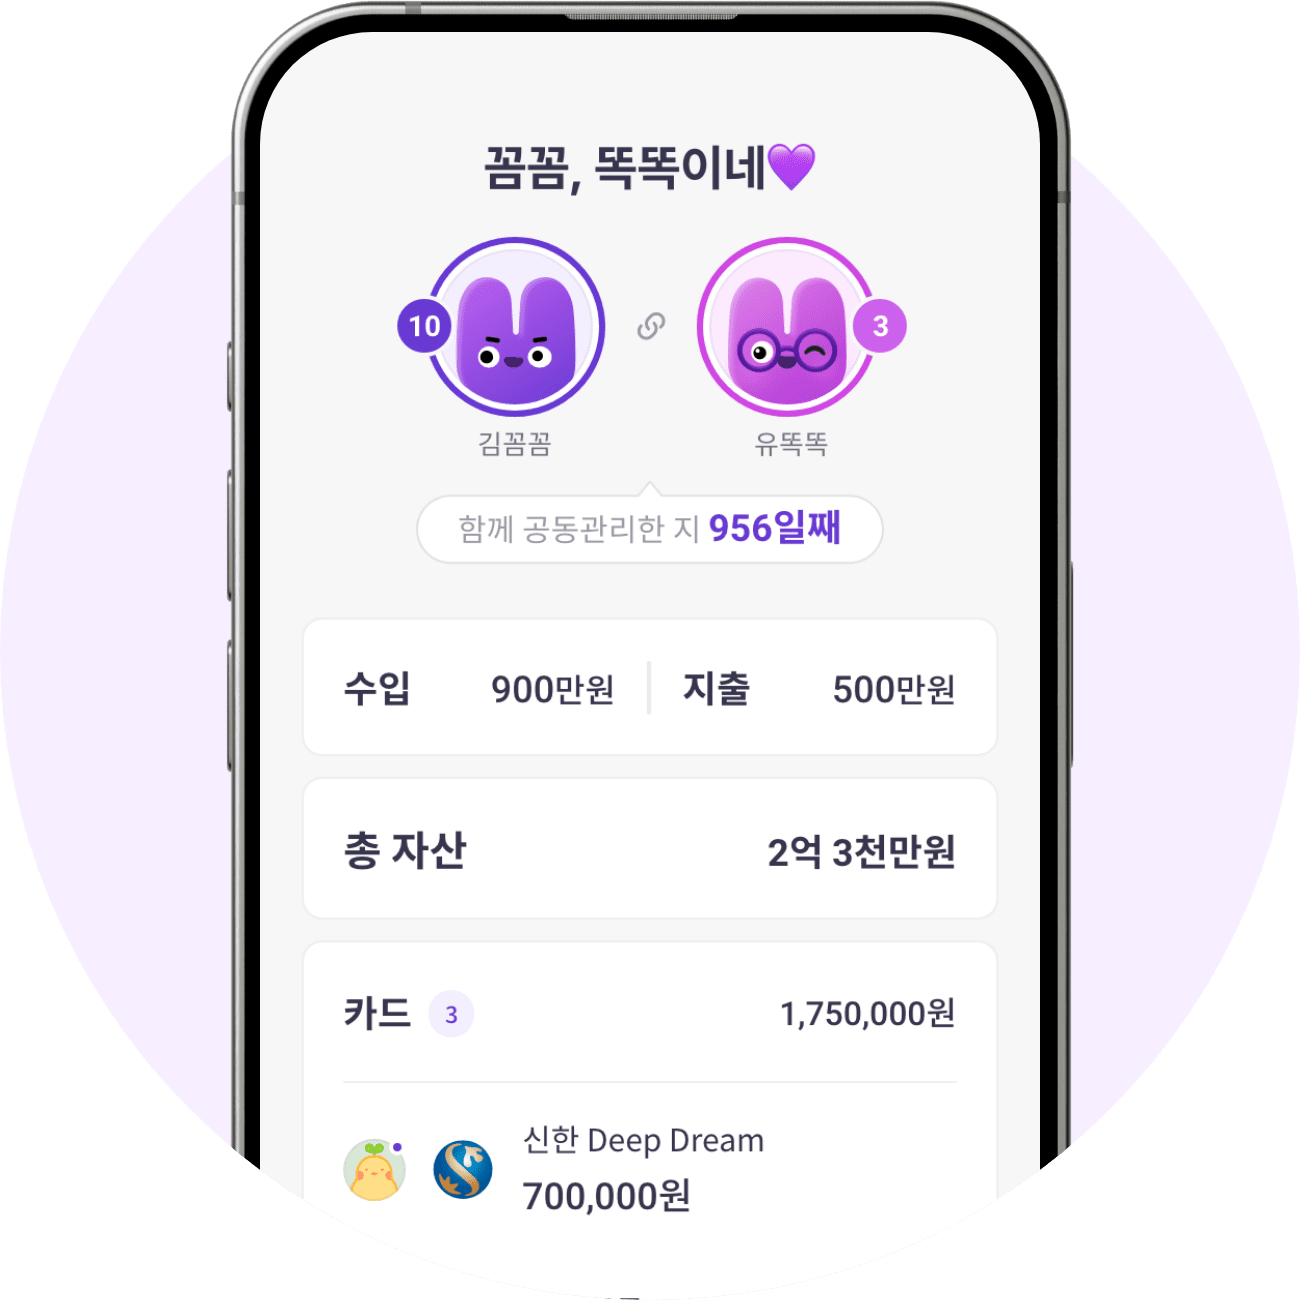 꼼꼼, 똑똑이네💜
10
3
김꼼꼼
유똑똑
함께 공동관리한 지 956일째
수입 900만원 지출 500만원
총 자산 2억 3천만원
카드 3 1,750,000원
신한 Deep Dream
700,000원